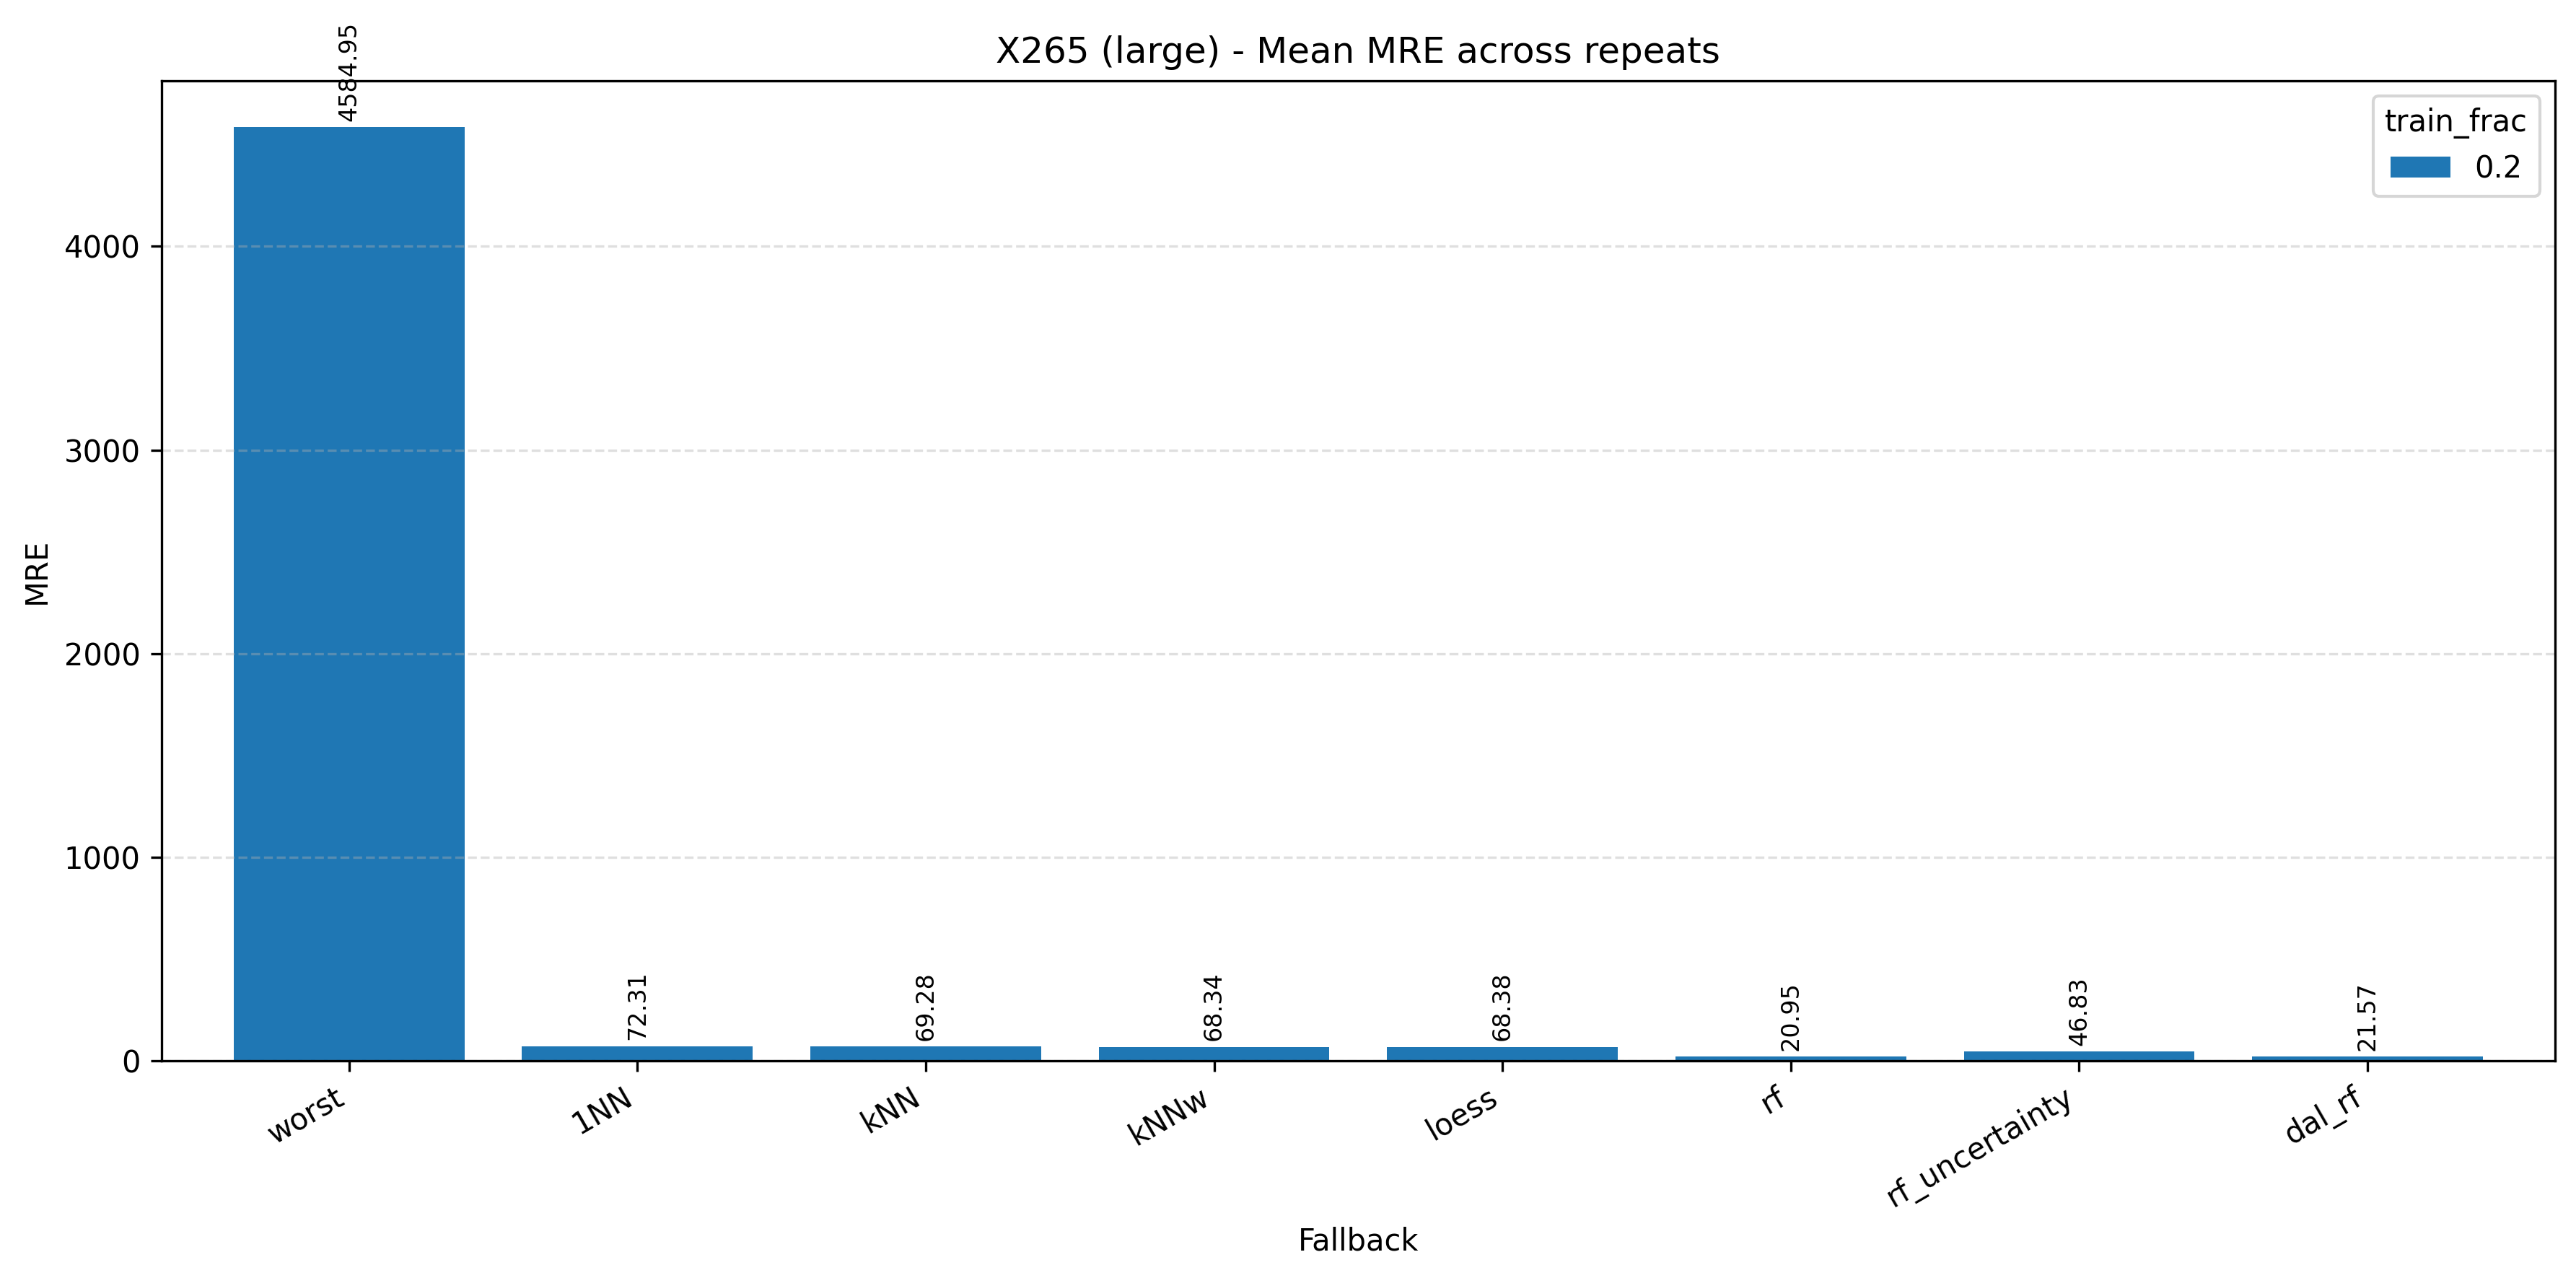 X265 (large) - Mean MRE across repeats
train_frac
0.2
MRE
4000
3000
2000
1000
0
4584.95
72.31
69.28
68.34
68.38
20.95
46.83
21.57
worst
1NN
kNN
kNNw
loess
rf
rf_uncertainty
dal_rf
Fallback